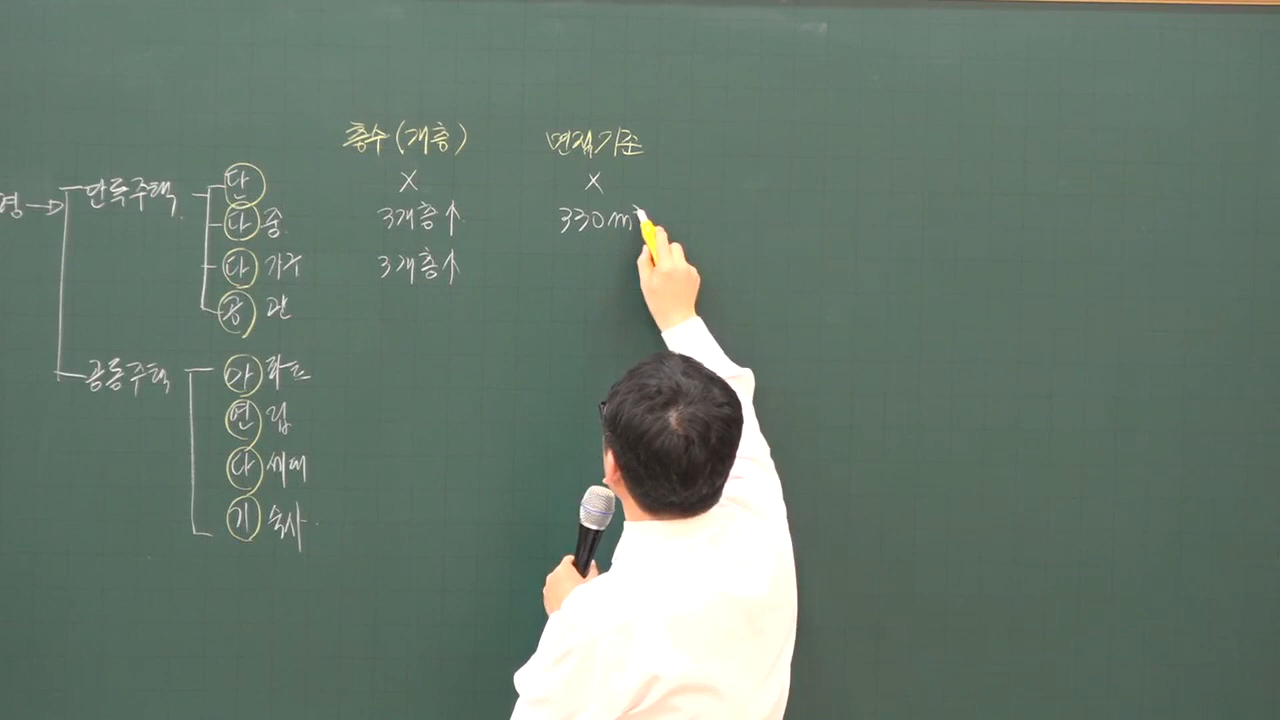 층수(개층) 면적기준
명 → 단독주택 단 X X
다중 3개층↑ 330m
다가구 3개층↑
공관
공동주택 아파트
연립
다세대
기숙사